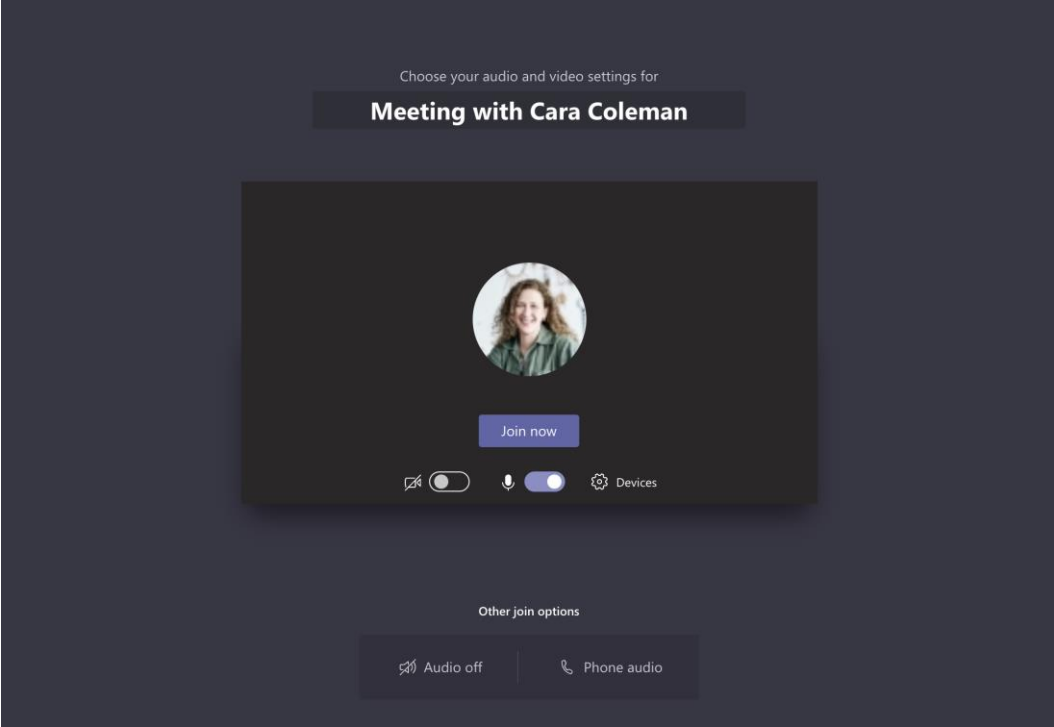 Choose your audio and video settings for
Meeting with Cara Coleman
Join now
Devices
Other join options
Audio off
Phone audio